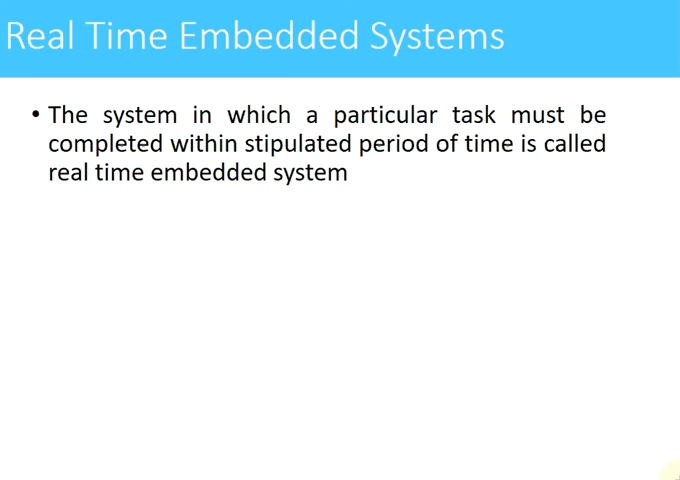 Real Time Embedded Systems
• The system in which a particular task must be
completed within stipulated period of time is called
real time embedded system